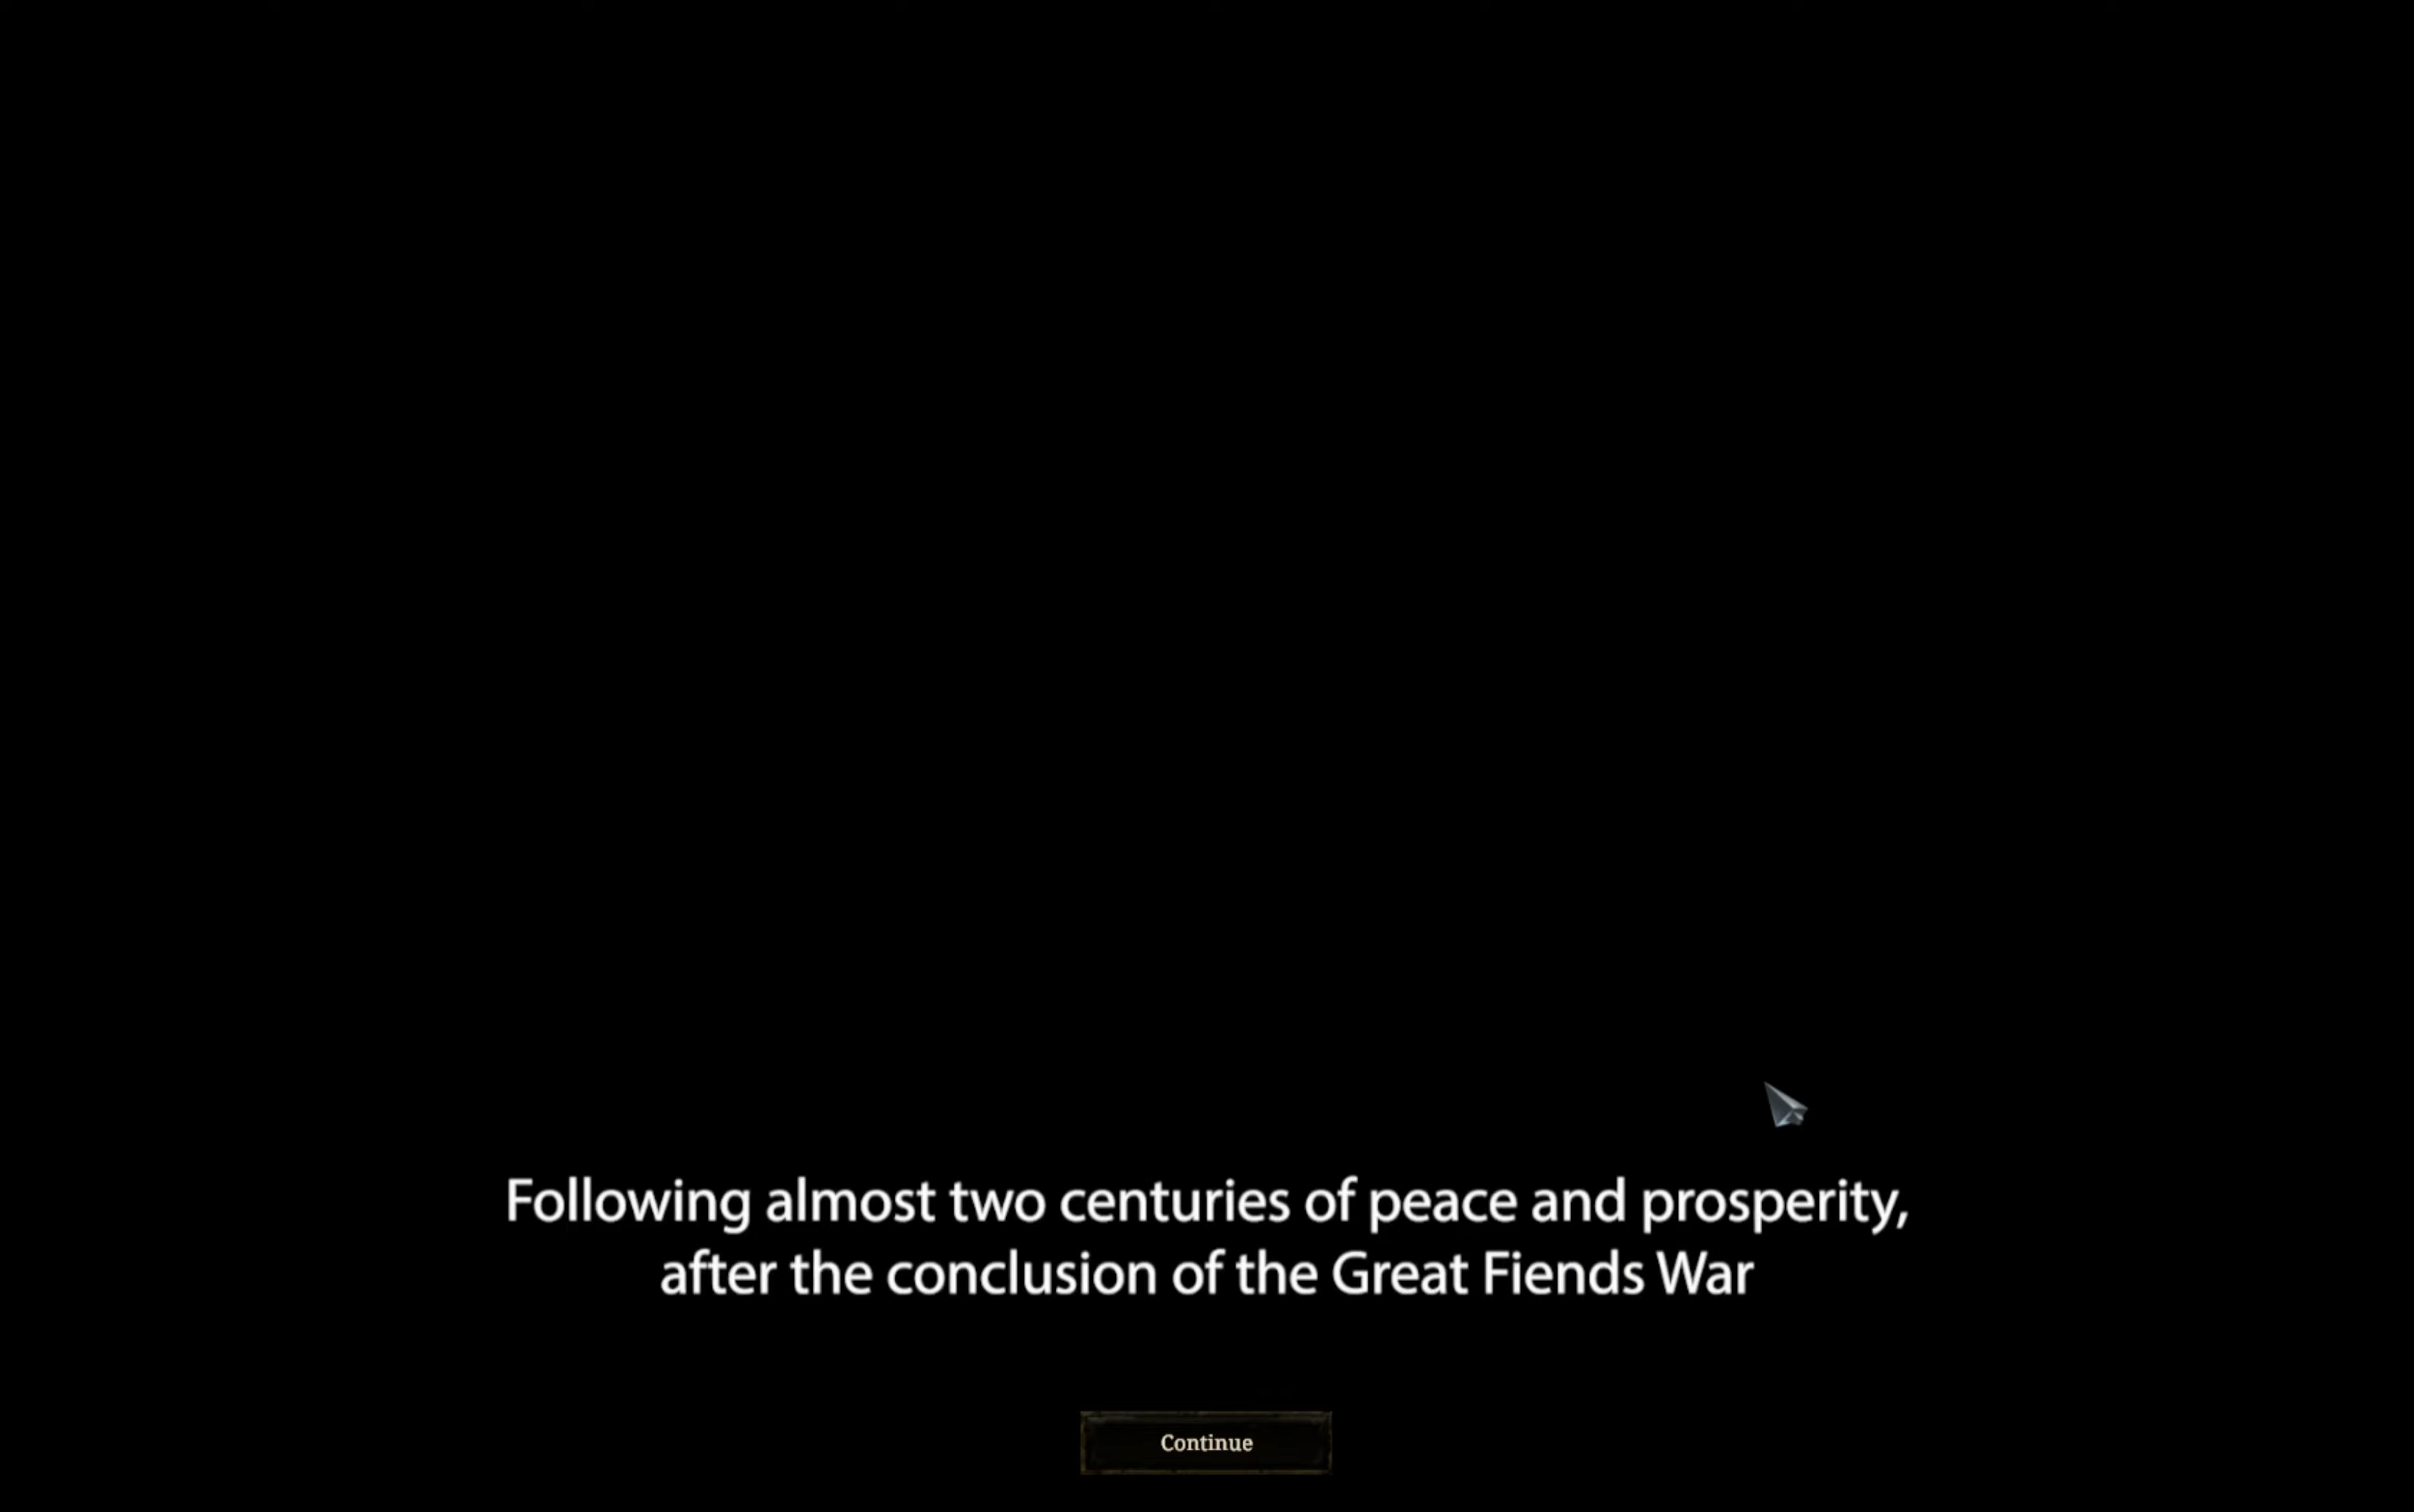 Following almost two centuries of peace and prosperity,
after the conclusion of the Great Fiends War
Continue